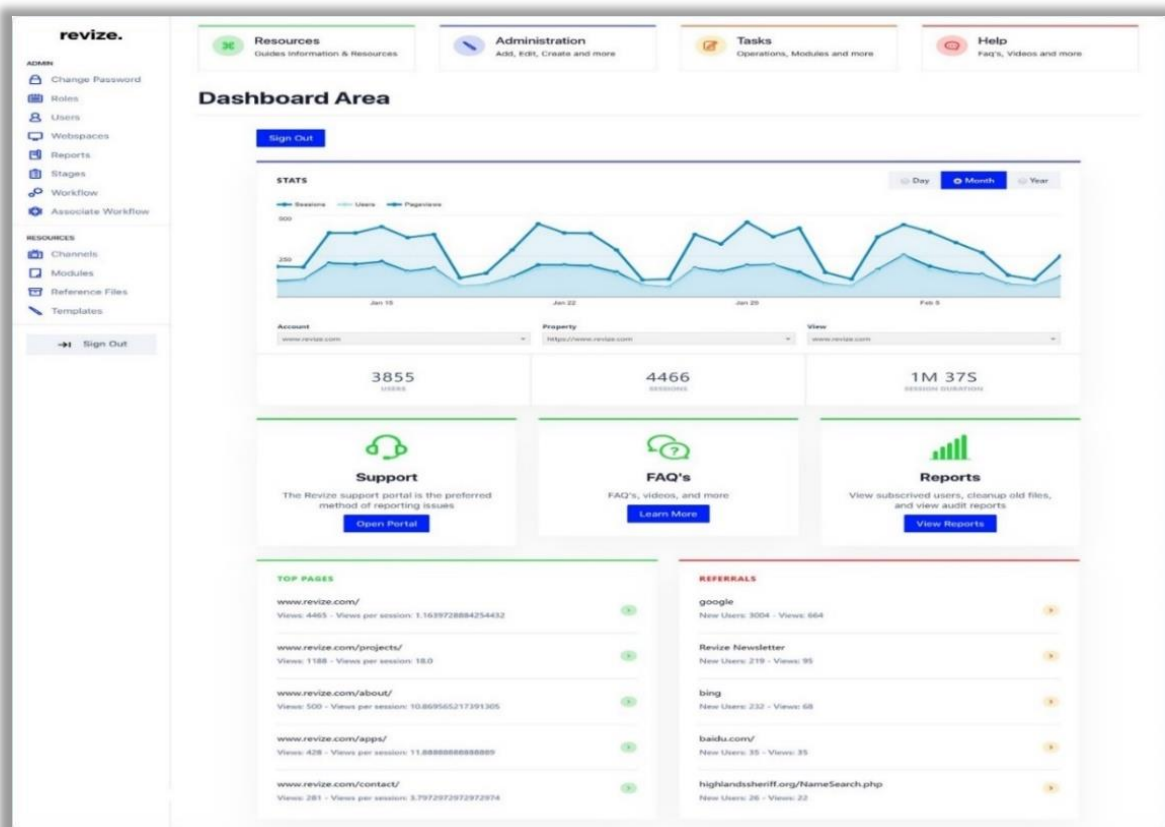 revize.
ADMIN
Change Password
Roles
Users
Webspaces
Reports
Stages
Workflow
Associate Workflow
RESOURCES
Channels
Modules
Reference Files
Templates
Sign Out
Resources
Guides Information & Resources
Administration
Add, Edit, Create and more
Tasks
Operations, Modules and more
Help
Faq's, Videos and more
Dashboard Area
Sign Out
STATS
Day Month Year
Sessions Users Pageviews
500
250
Jan 15 Jan 22 Jan 29 Feb 5
Account Property View
www.revize.com https://www.revize.com www.revize.com
3855 4466 1M 37S
USERS SESSIONS SESSION DURATION
Support
The Revize support portal is the preferred
method of reporting issues
Open Portal
FAQ's
FAQ's, videos, and more
Learn More
Reports
View subscrived users, cleanup old files,
and view audit reports
View Reports
TOP PAGES
www.revize.com/
Views: 4465 - Views per session: 1.1639728884254432
www.revize.com/projects/
Views: 1188 - Views per session: 18.0
www.revize.com/about/
Views: 500 - Views per session: 10.869565217391305
www.revize.com/apps/
Views: 428 - Views per session: 11.88888888888889
www.revize.com/contact/
Views: 281 - Views per session: 3.7972972972972974
REFERRALS
google
New Users: 3004 - Views: 664
Revize Newsletter
New Users: 219 - Views: 95
bing
New Users: 232 - Views: 68
baidu.com/
New Users: 35 - Views: 35
highlandssheriff.org/NameSearch.php
New Users: 26 - Views: 22